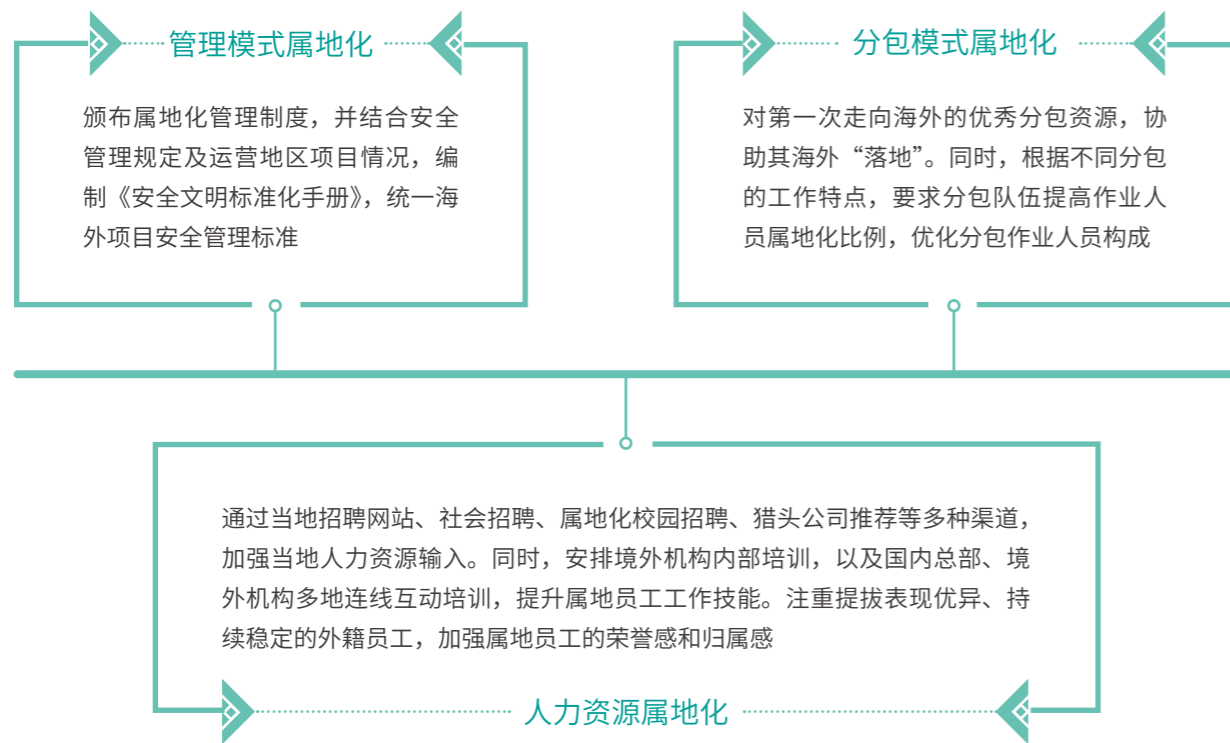 管理模式属地化
颁布属地化管理制度，并结合安全
管理规定及运营地区项目情况，编
制《安全文明标准化手册》，统一海
外项目安全管理标准
分包模式属地化
对第一次走向海外的优秀分包资源，协
助其海外“落地”。同时，根据不同分包
的工作特点，要求分包队伍提高作业人
员属地化比例，优化分包作业人员构成
通过当地招聘网站、社会招聘、属地化校园招聘、猎头公司推荐等多种渠道，
加强当地人力资源输入。同时，安排境外机构内部培训，以及国内总部、境
外机构多地连线互动培训，提升属地员工工作技能。注重提拔表现优异、持
续稳定的外籍员工，加强属地员工的荣誉感和归属感
人力资源属地化